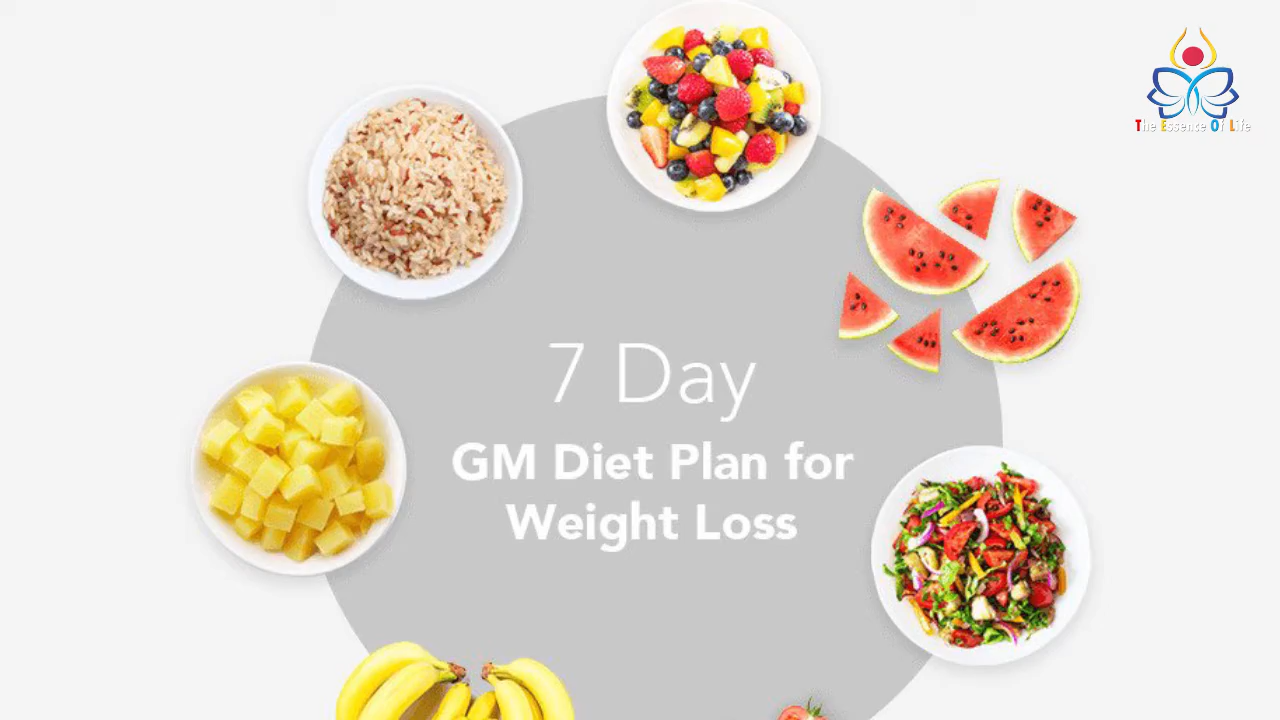 The Essence Of Life
7 Day
GM Diet Plan for
Weight Loss